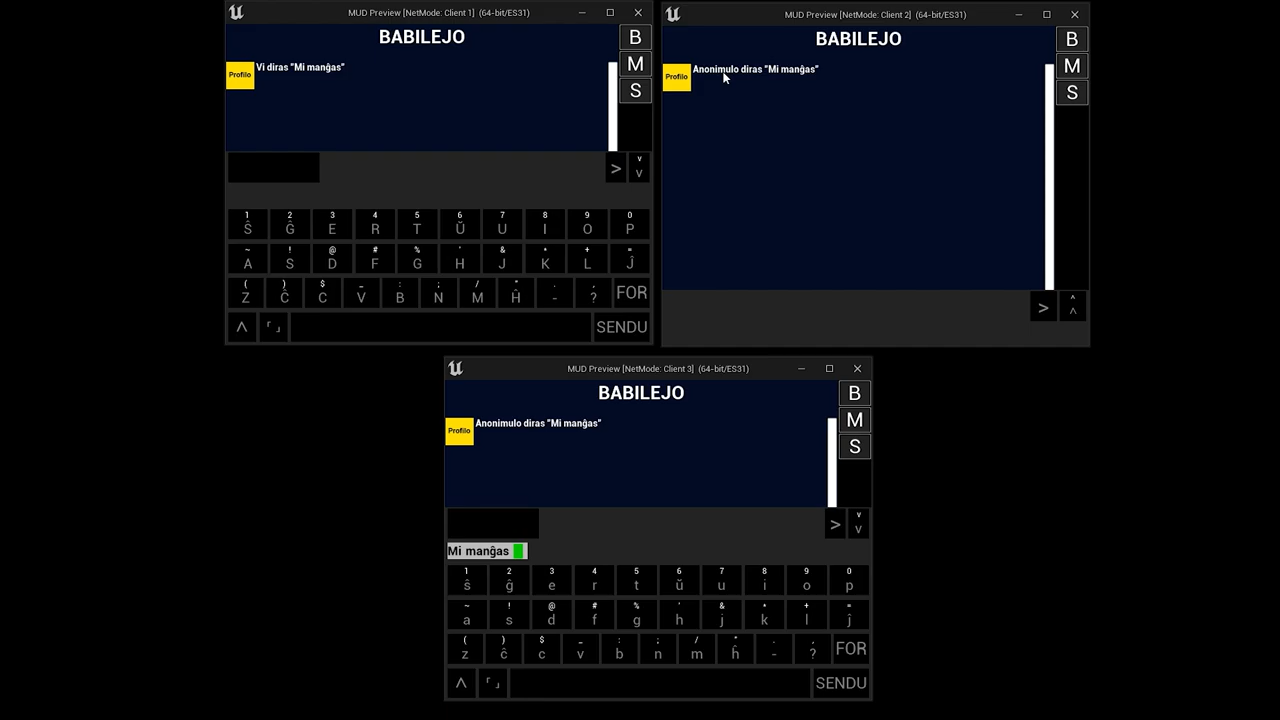 MUD Preview [NetMode: Client 1] (64-bit/ES31)
BABILEJO
B
M
S
Profilo
Vi diras "Mi manĝas"
>
v
v
1 2 3 4 5 6 7 8 9 0
Ŝ Ĝ E R T Ŭ U I O P
~ ! @ # % ' & * + =
A S D F G H J K L Ĵ
( ) $ _ : ; / " . ,
Z Ĉ C V B N M Ĥ - ? FOR
^ 「」 SENDU
MUD Preview [NetMode: Client 2] (64-bit/ES31)
BABILEJO
B
M
S
Profilo
Anonimulo diras "Mi manĝas"
>
^
^
MUD Preview [NetMode: Client 3] (64-bit/ES31)
BABILEJO
B
M
S
Profilo
Anonimulo diras "Mi manĝas"
>
v
v
Mi manĝas
1 2 3 4 5 6 7 8 9 0
ŝ ĝ e r t ŭ u i o p
~ ! @ # % ' & * + =
a s d f g h j k l ĵ
( ) $ _ : ; / " . ,
z ĉ c v b n m ĥ - ? FOR
^ 「」 SENDU